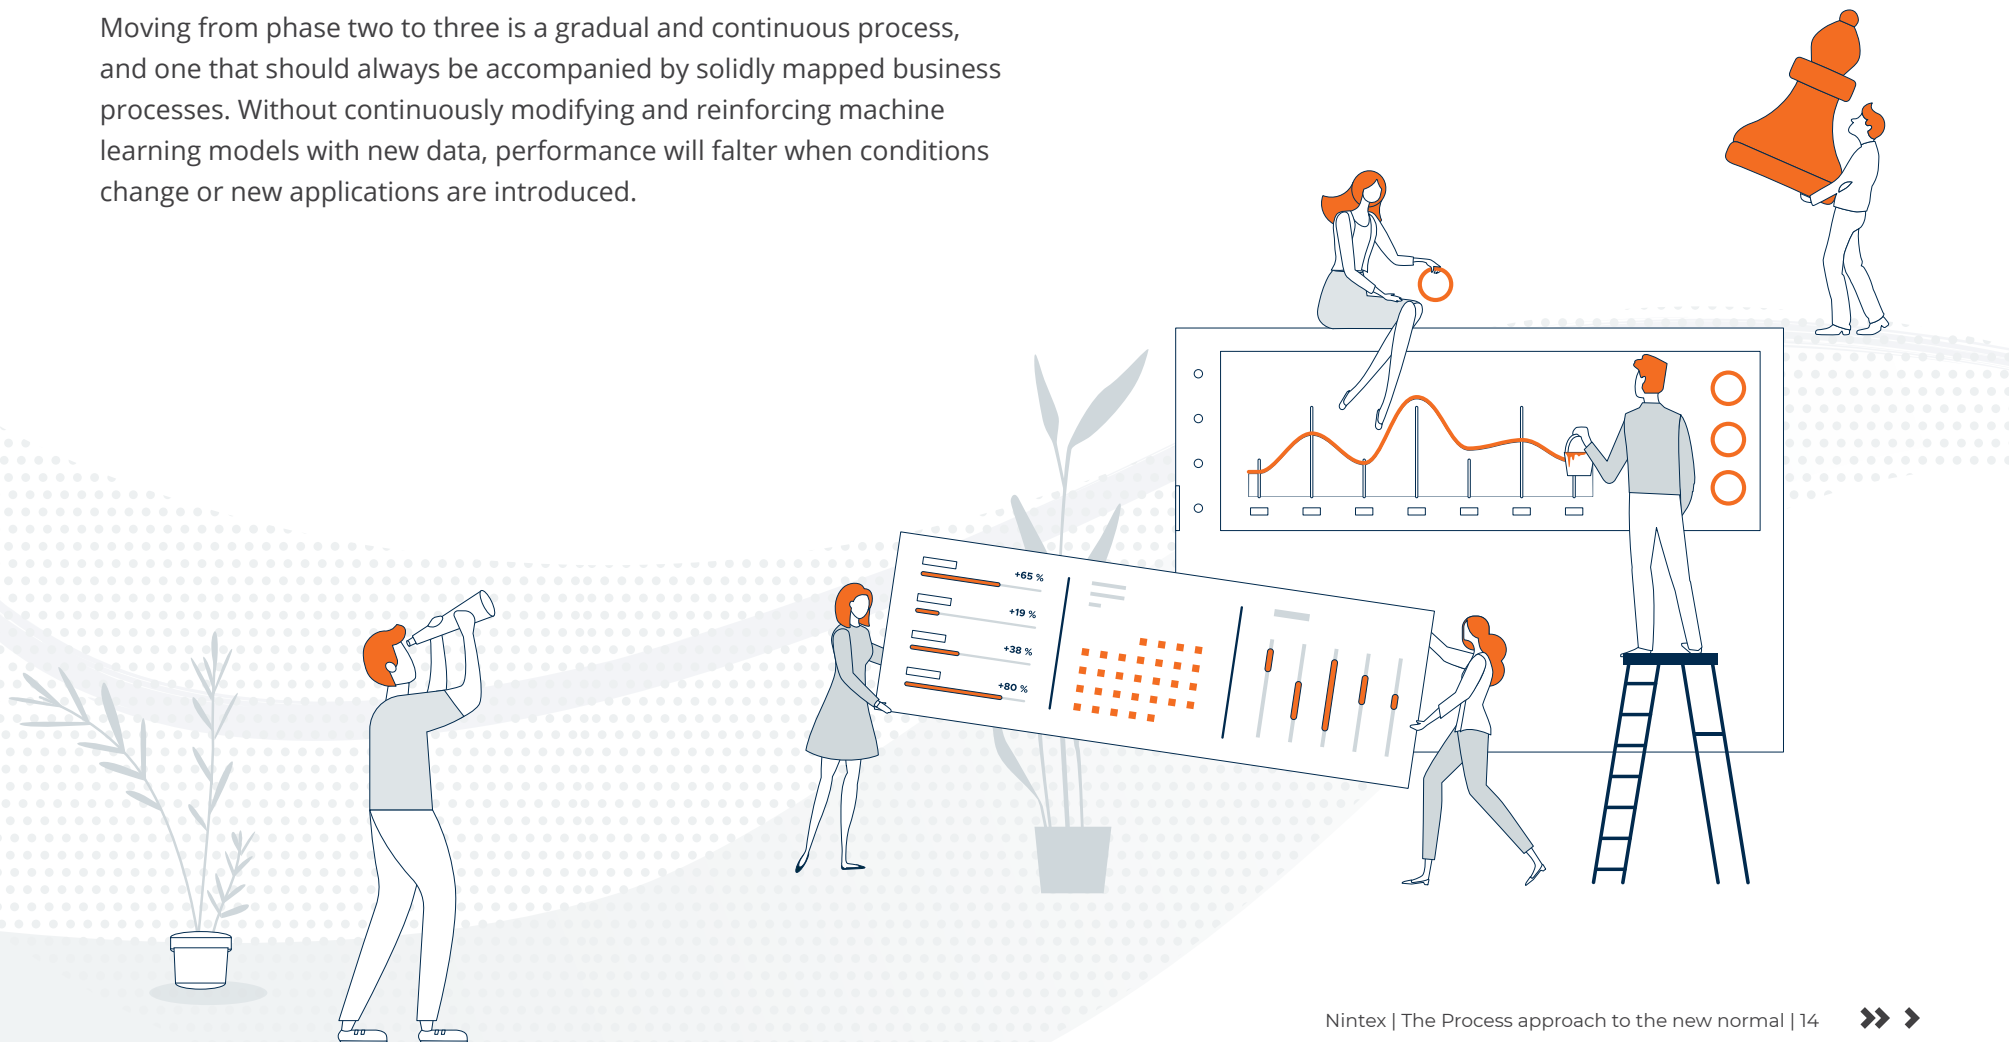 Moving from phase two to three is a gradual and continuous process,
and one that should always be accompanied by solidly mapped business
processes. Without continuously modifying and reinforcing machine
learning models with new data, performance will falter when conditions
change or new applications are introduced.
+65 %
+19 %
+38 %
+80 %
Nintex | The Process approach to the new normal | 14